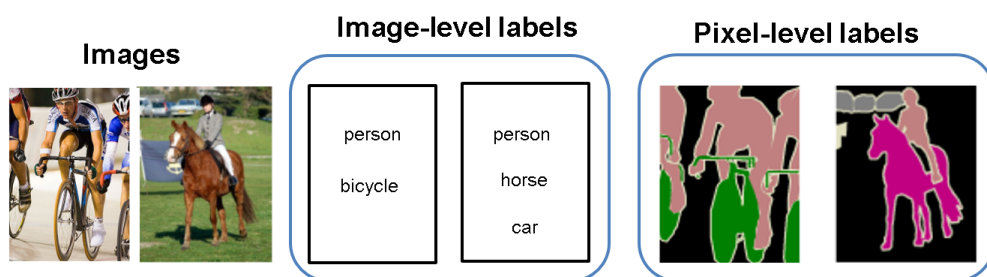 Images
Image-level labels
Pixel-level labels
person
bicycle
person
horse
car